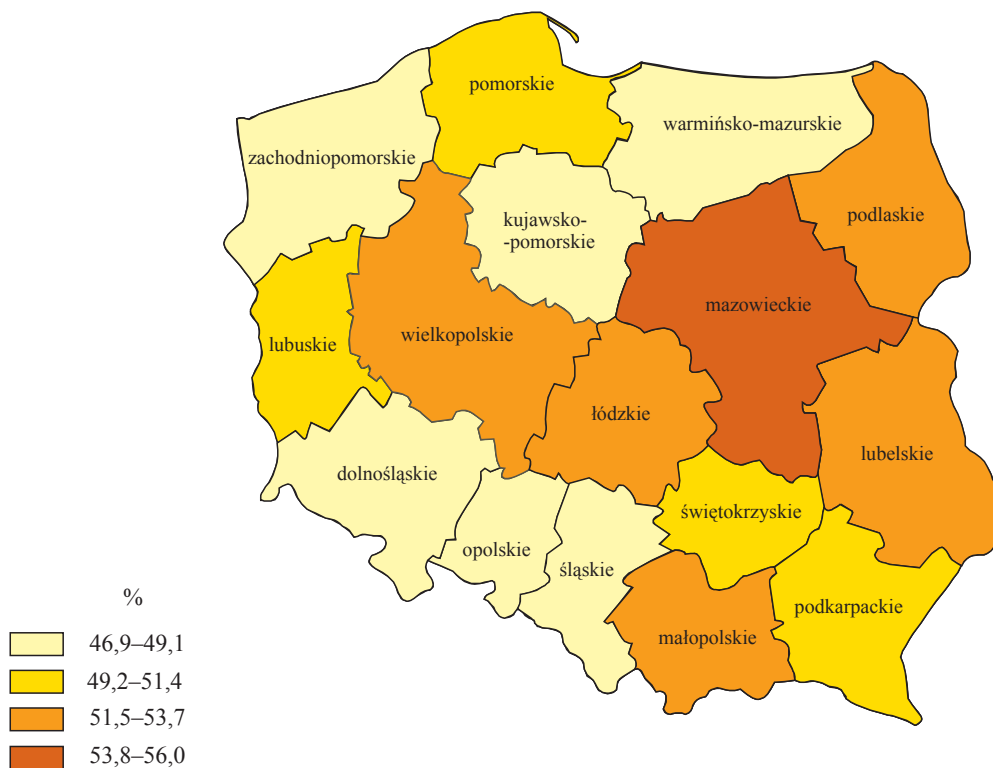 pomorskie
warmińsko-mazurskie
zachodniopomorskie
podlaskie
kujawsko-
-pomorskie
mazowieckie
wielkopolskie
lubuskie
łódzkie
lubelskie
dolnośląskie
świętokrzyskie
opolskie
śląskie
podkarpackie
małopolskie
%
46,9–49,1
49,2–51,4
51,5–53,7
53,8–56,0